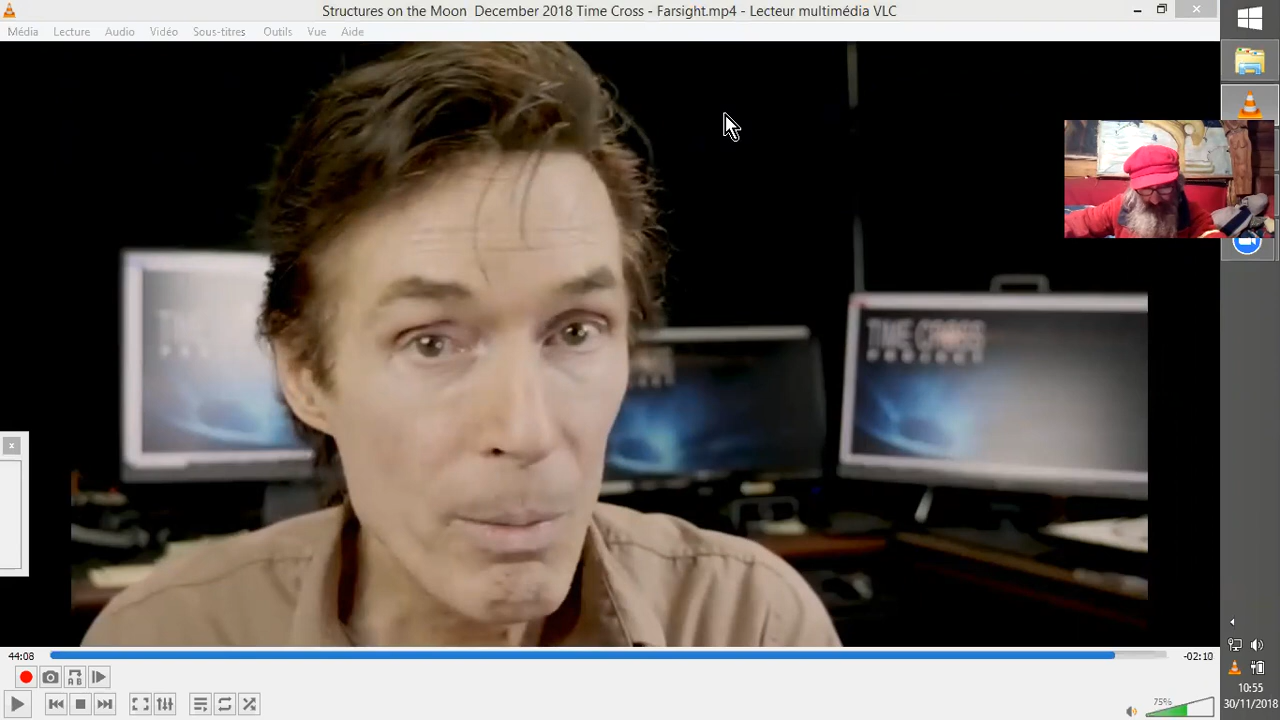 Structures on the Moon  December 2018 Time Cross - Farsight.mp4 - Lecteur multimédia VLC
Média Lecture Audio Vidéo Sous-titres Outils Vue Aide
TIME CROSS
PROJECT
x
44:08
-02:10
A B
75%
10:55
30/11/2018